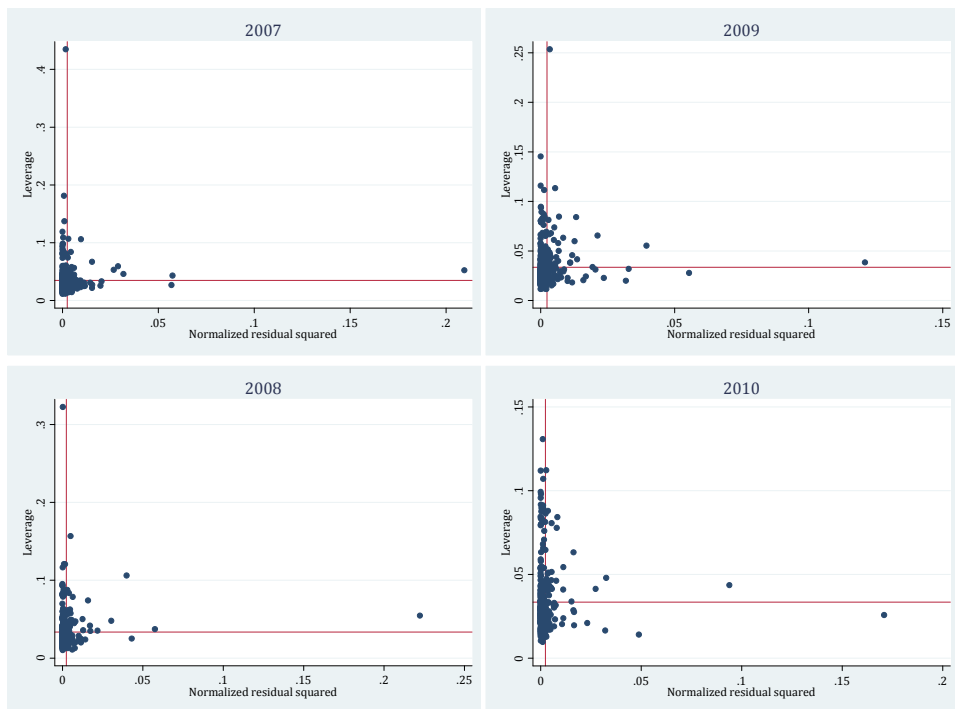 2007
Leverage
.4
.3
.2
.1
0
0 .05 .1 .15 .2
Normalized residual squared
2009
Leverage
.25
.2
.15
.1
.05
0
0 .05 .1 .15
Normalized residual squared
2008
Leverage
.3
.2
.1
0
0 .05 .1 .15 .2 .25
Normalized residual squared
2010
Leverage
.15
.1
.05
0
0 .05 .1 .15 .2
Normalized residual squared